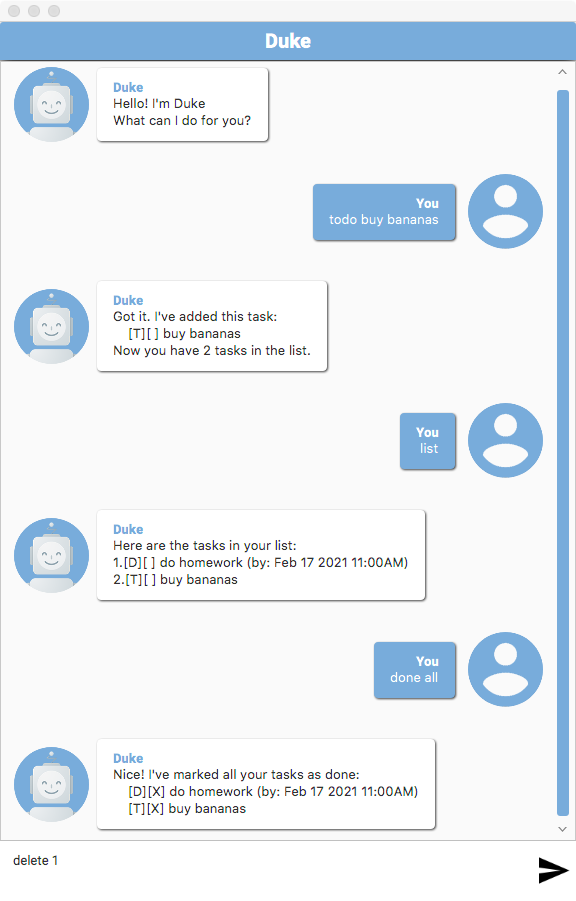 Duke
Duke
Hello! I'm Duke
What can I do for you?
You
todo buy bananas
Duke
Got it. I've added this task:
[T][ ] buy bananas
Now you have 2 tasks in the list.
You
list
Duke
Here are the tasks in your list:
1.[D][ ] do homework (by: Feb 17 2021 11:00AM)
2.[T][ ] buy bananas
You
done all
Duke
Nice! I've marked all your tasks as done:
[D][X] do homework (by: Feb 17 2021 11:00AM)
[T][X] buy bananas
delete 1